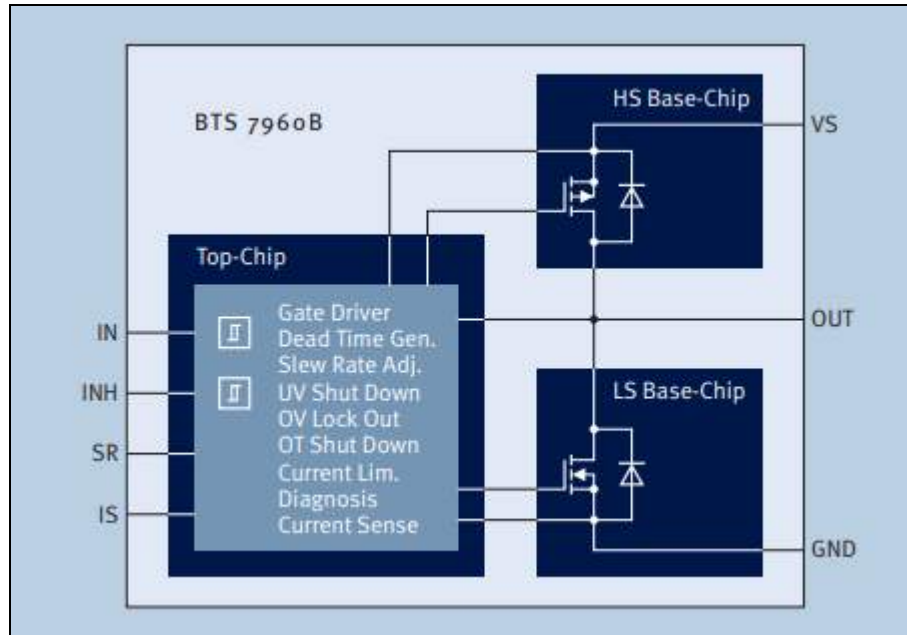 BTS 7960B
HS Base-Chip
VS
Top-Chip
IN
INH
SR
IS
Gate Driver
Dead Time Gen.
Slew Rate Adj.
UV Shut Down
OV Lock Out
OT Shut Down
Current Lim.
Diagnosis
Current Sense
OUT
LS Base-Chip
GND